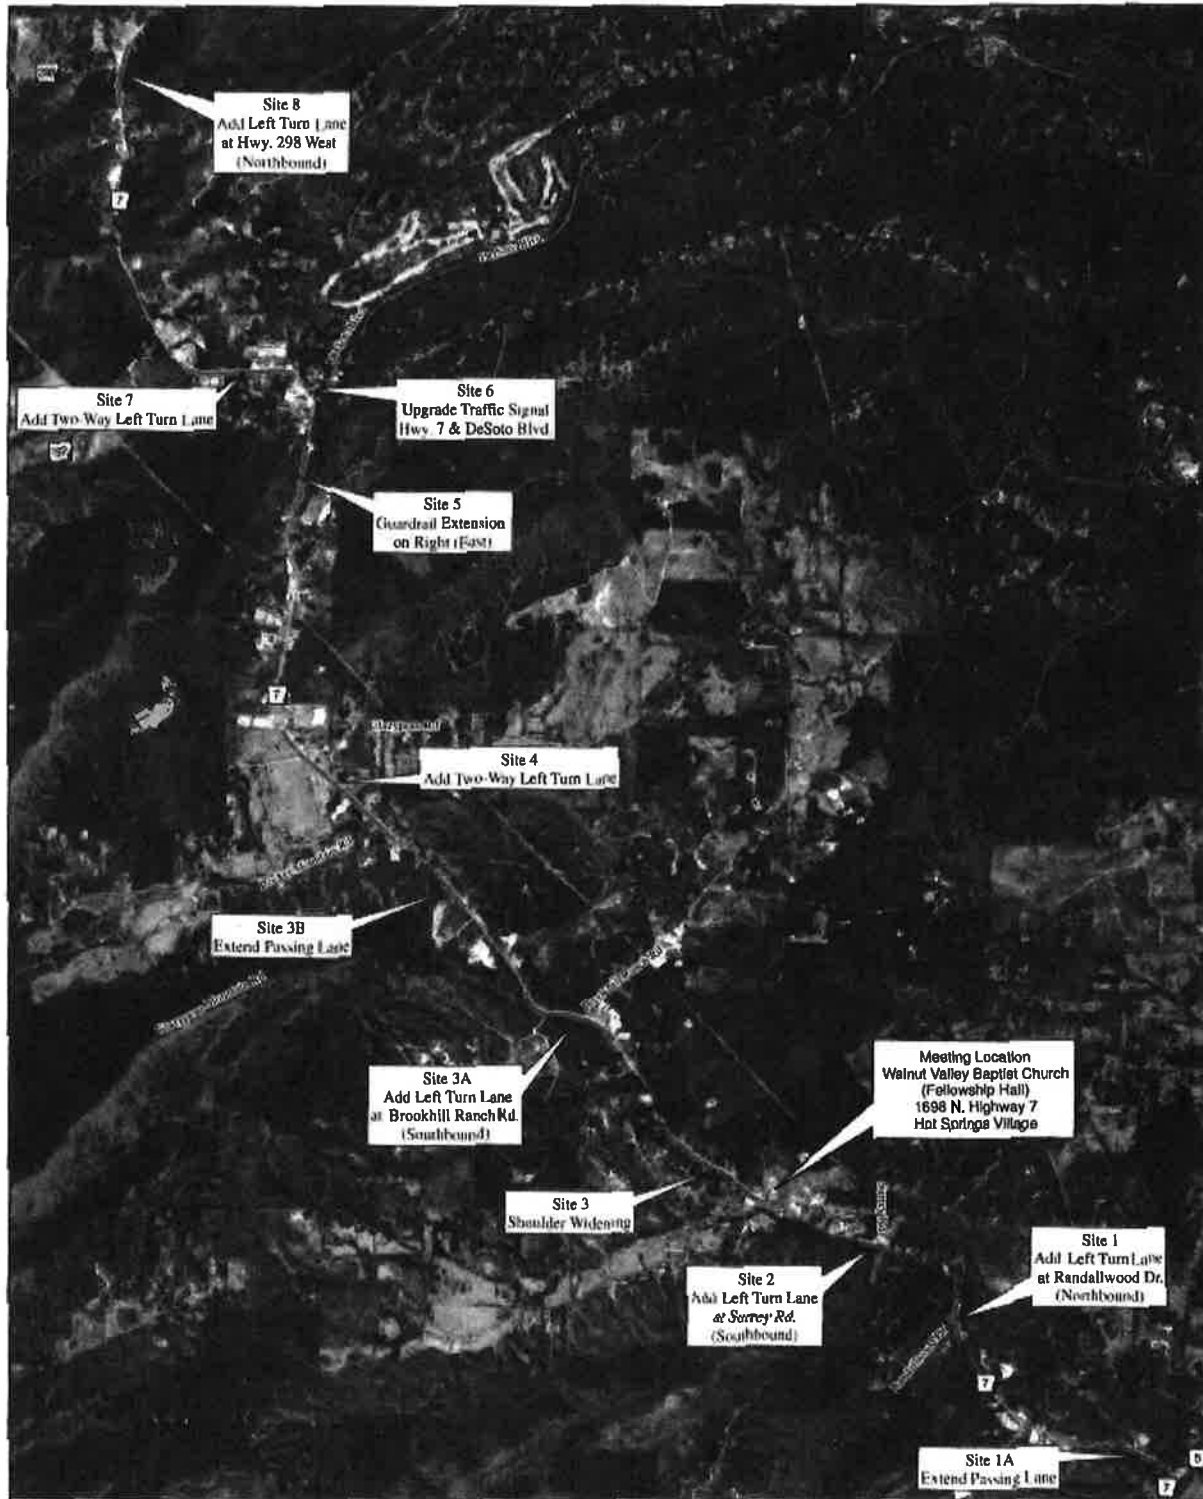 Site 8
Add Left Turn Lane
at Hwy. 298 West
(Northbound)
7
Site 7
Add Two-Way Left Turn Lane
Site 6
Upgrade Traffic Signal
Hwy. 7 & DeSoto Blvd
Site 5
Guardrail Extension
on Right (East)
7
Site 4
Add Two-Way Left Turn Lane
Site 3B
Extend Passing Lane
Site 3A
Add Left Turn Lane
at Brookhill Ranch Rd.
(Southbound)
Meeting Location
Walnut Valley Baptist Church
(Fellowship Hall)
1698 N. Highway 7
Hot Springs Village
Site 3
Shoulder Widening
Site 2
Add Left Turn Lane
at Surrey Rd.
(Southbound)
Site 1
Add Left Turn Lane
at Randallwood Dr.
(Northbound)
7
Site 1A
Extend Passing Lane
5
7